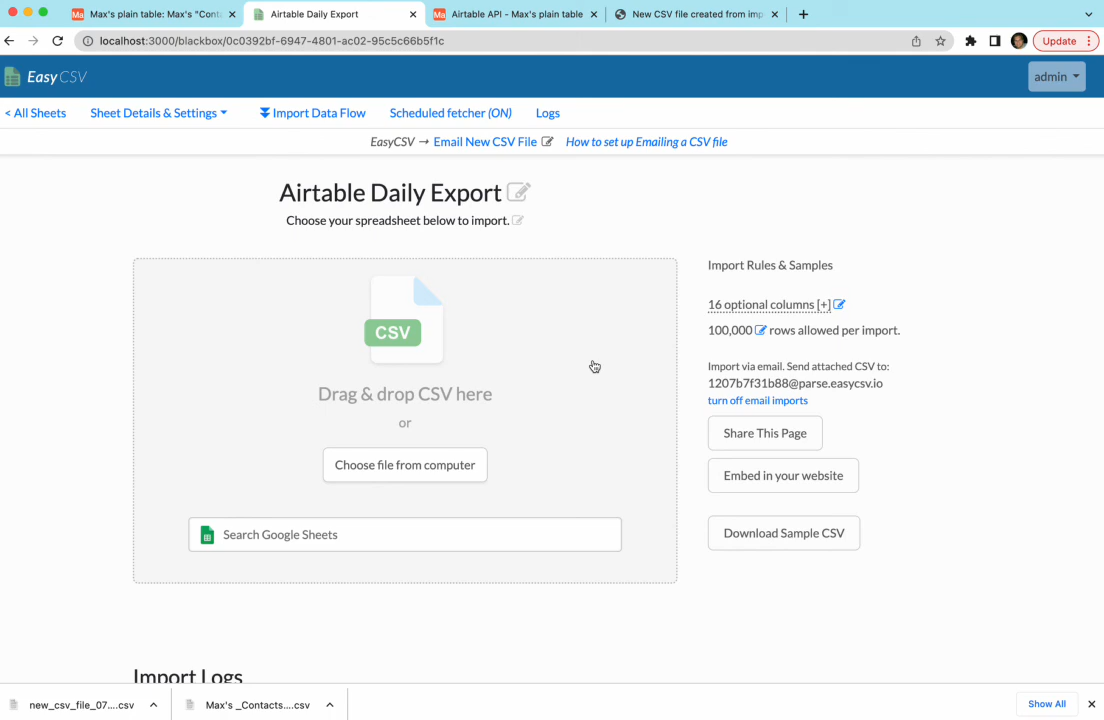 Max's plain table: Max's "Conta
Airtable Daily Export
Airtable API - Max's plain table
New CSV file created from imp
localhost:3000/blackbox/0c0392bf-6947-4801-ac02-95c5c66b5f1c
Update
EasyCSV
admin
< All Sheets
Sheet Details & Settings
Import Data Flow
Scheduled fetcher (ON)
Logs
EasyCSV → Email New CSV File
How to set up Emailing a CSV file
Airtable Daily Export
Choose your spreadsheet below to import.
CSV
Drag & drop CSV here
or
Choose file from computer
Search Google Sheets
Import Rules & Samples
16 optional columns [+]
100,000 rows allowed per import.
Import via email. Send attached CSV to:
1207b7f31b88@parse.easycsv.io
turn off email imports
Share This Page
Embed in your website
Download Sample CSV
Import Logs
new_csv_file_07....csv
Max's _Contacts....csv
Show All